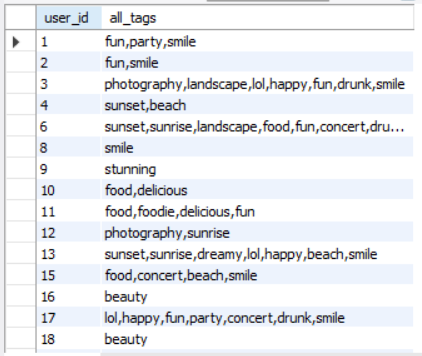 user_id all_tags
1 fun,party,smile
2 fun,smile
3 photography,landscape,lol,happy,fun,drunk,smile
4 sunset,beach
6 sunset,sunrise,landscape,food,fun,concert,dru...
8 smile
9 stunning
10 food,delicious
11 food,foodie,delicious,fun
12 photography,sunrise
13 sunset,sunrise,dreamy,lol,happy,beach,smile
15 food,concert,beach,smile
16 beauty
17 lol,happy,fun,party,concert,drunk,smile
18 beauty